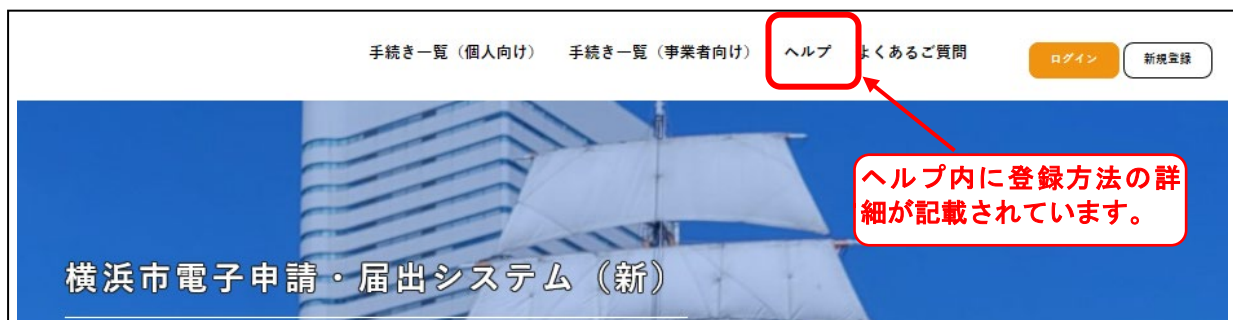 手続き一覧（個人向け） 手続き一覧（事業者向け） ヘルプ よくあるご質問 ログイン 新規登録
ヘルプ内に登録方法の詳
細が記載されています。
横浜市電子申請・届出システム（新）